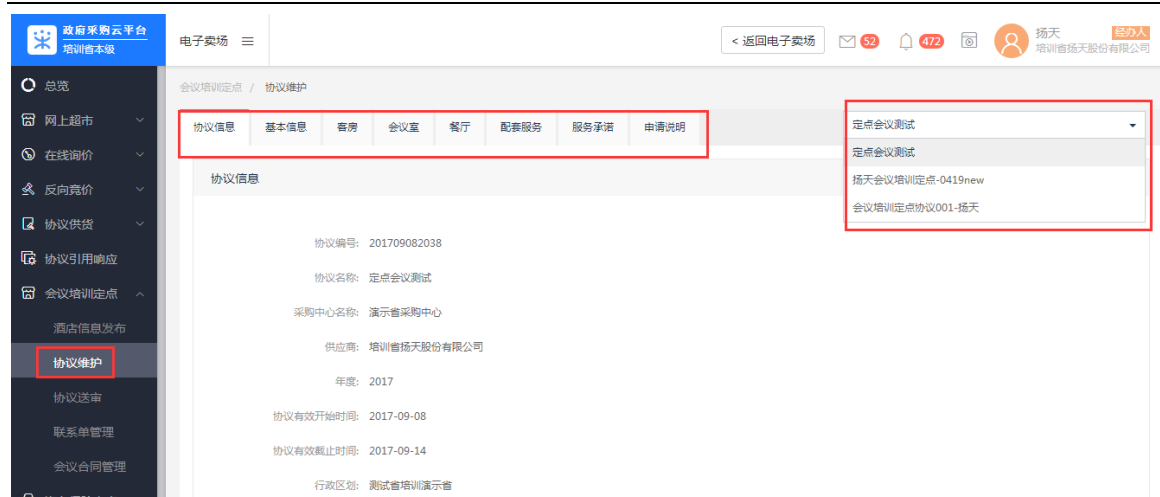 政府采购云平台
培训省本级
电子卖场
< 返回电子卖场
52
472
扬天
经办人
培训省扬天股份有限公司
总览
网上超市
在线询价
反向竞价
协议供货
协议引用响应
会议培训定点
酒店信息发布
协议维护
协议送审
联系单管理
会议合同管理
会议培训定点 / 协议维护
协议信息 基本信息 客房 会议室 餐厅 配套服务 服务承诺 申请说明
定点会议测试
定点会议测试
扬天会议培训定点-0419new
会议培训定点协议001-扬天
协议信息
协议编号: 201709082038
协议名称: 定点会议测试
采购中心名称: 演示省采购中心
供应商: 培训省扬天股份有限公司
年度: 2017
协议有效开始时间: 2017-09-08
协议有效截止时间: 2017-09-14
行政区划: 测试省培训演示省